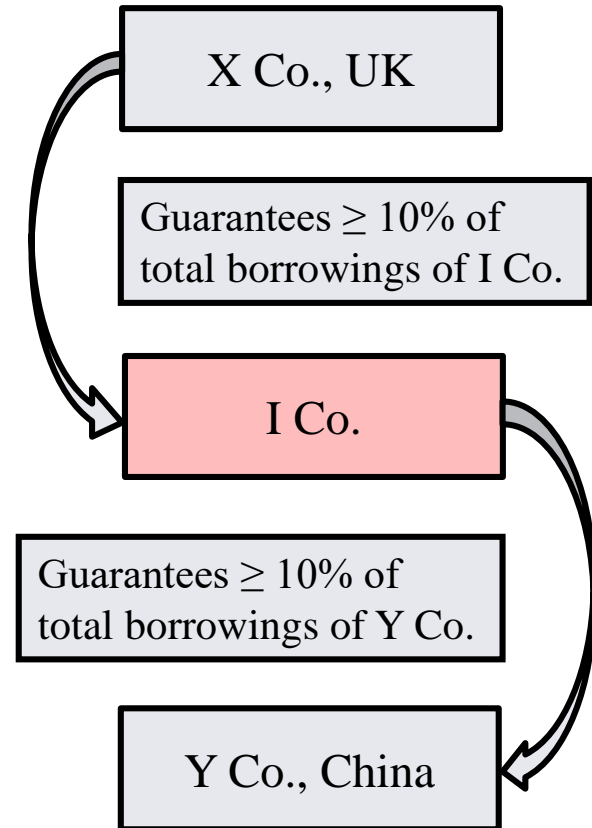 X Co., UK
Guarantees ≥ 10% of
total borrowings of I Co.
I Co.
Guarantees ≥ 10% of
total borrowings of Y Co.
Y Co., China